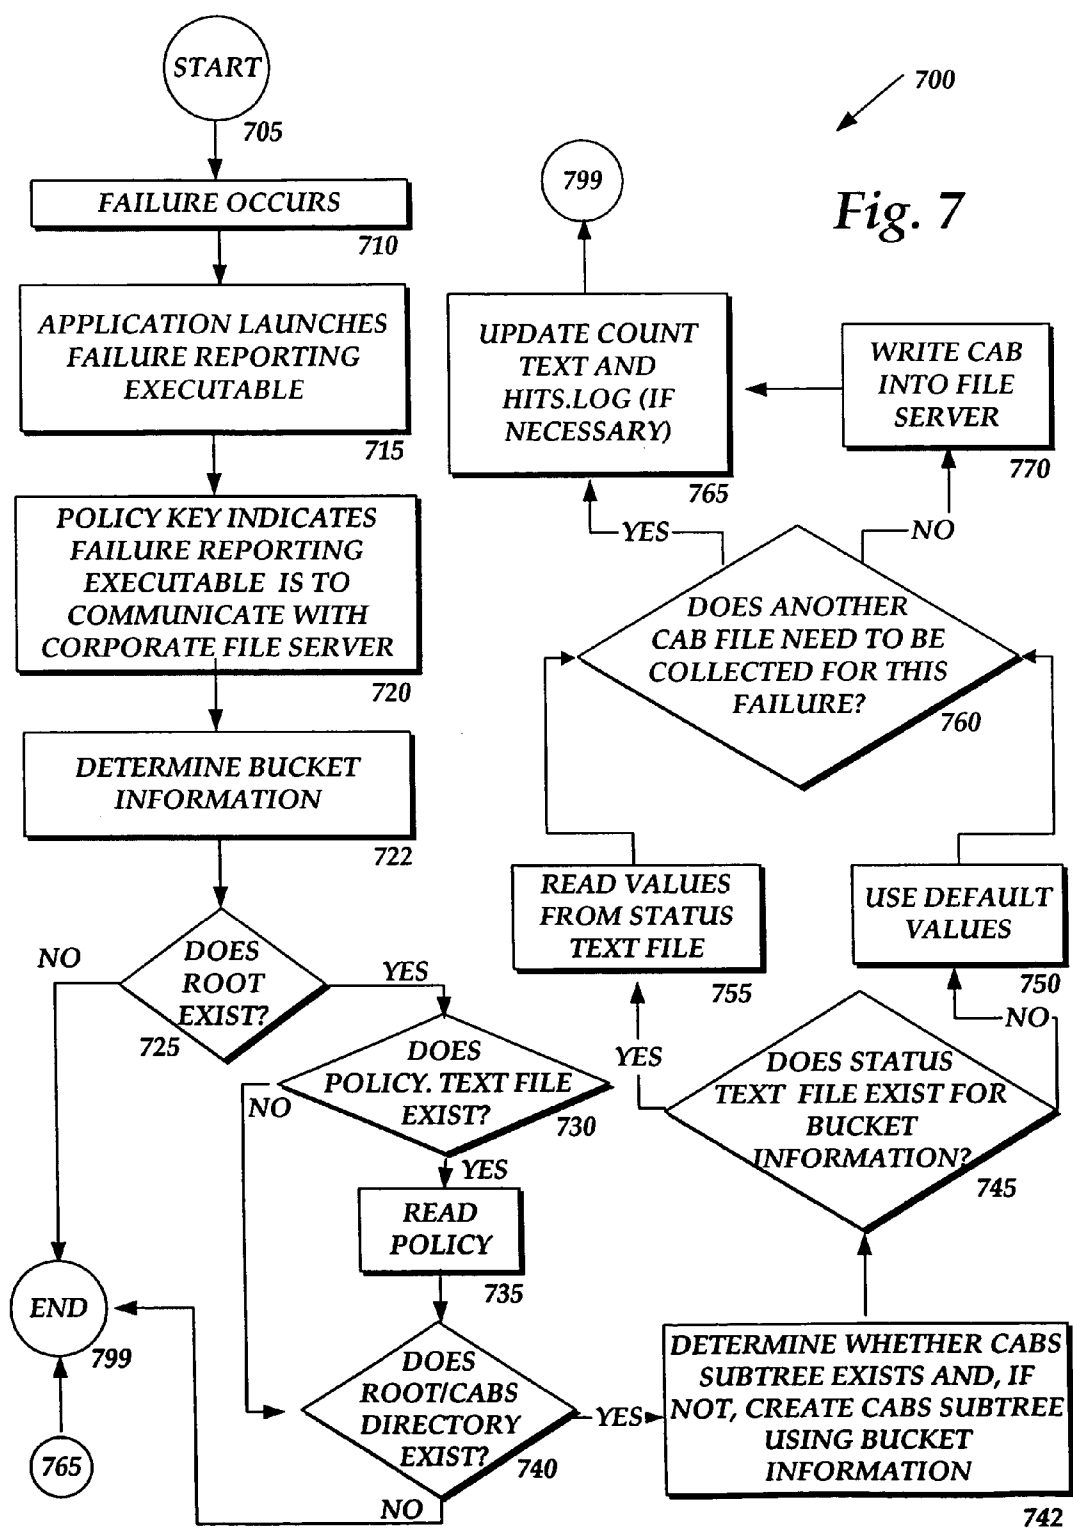 START
705
FAILURE OCCURS
710
APPLICATION LAUNCHES
FAILURE REPORTING
EXECUTABLE
715
POLICY KEY INDICATES
FAILURE REPORTING
EXECUTABLE IS TO
COMMUNICATE WITH
CORPORATE FILE SERVER
720
DETERMINE BUCKET
INFORMATION
722
DOES
ROOT
EXIST?
725
NO
YES
DOES
POLICY. TEXT FILE
EXIST?
730
NO
YES
READ
POLICY
735
DOES
ROOT/CABS
DIRECTORY
EXIST?
740
NO
YES
END
799
765
DETERMINE WHETHER CABS
SUBTREE EXISTS AND, IF
NOT, CREATE CABS SUBTREE
USING BUCKET
INFORMATION
742
DOES STATUS
TEXT FILE EXIST FOR
BUCKET
INFORMATION?
745
YES
NO
READ VALUES
FROM STATUS
TEXT FILE
755
USE DEFAULT
VALUES
750
DOES ANOTHER
CAB FILE NEED TO BE
COLLECTED FOR THIS
FAILURE?
760
YES
NO
WRITE CAB
INTO FILE
SERVER
770
UPDATE COUNT
TEXT AND
HITS.LOG (IF
NECESSARY)
765
799
700
Fig. 7